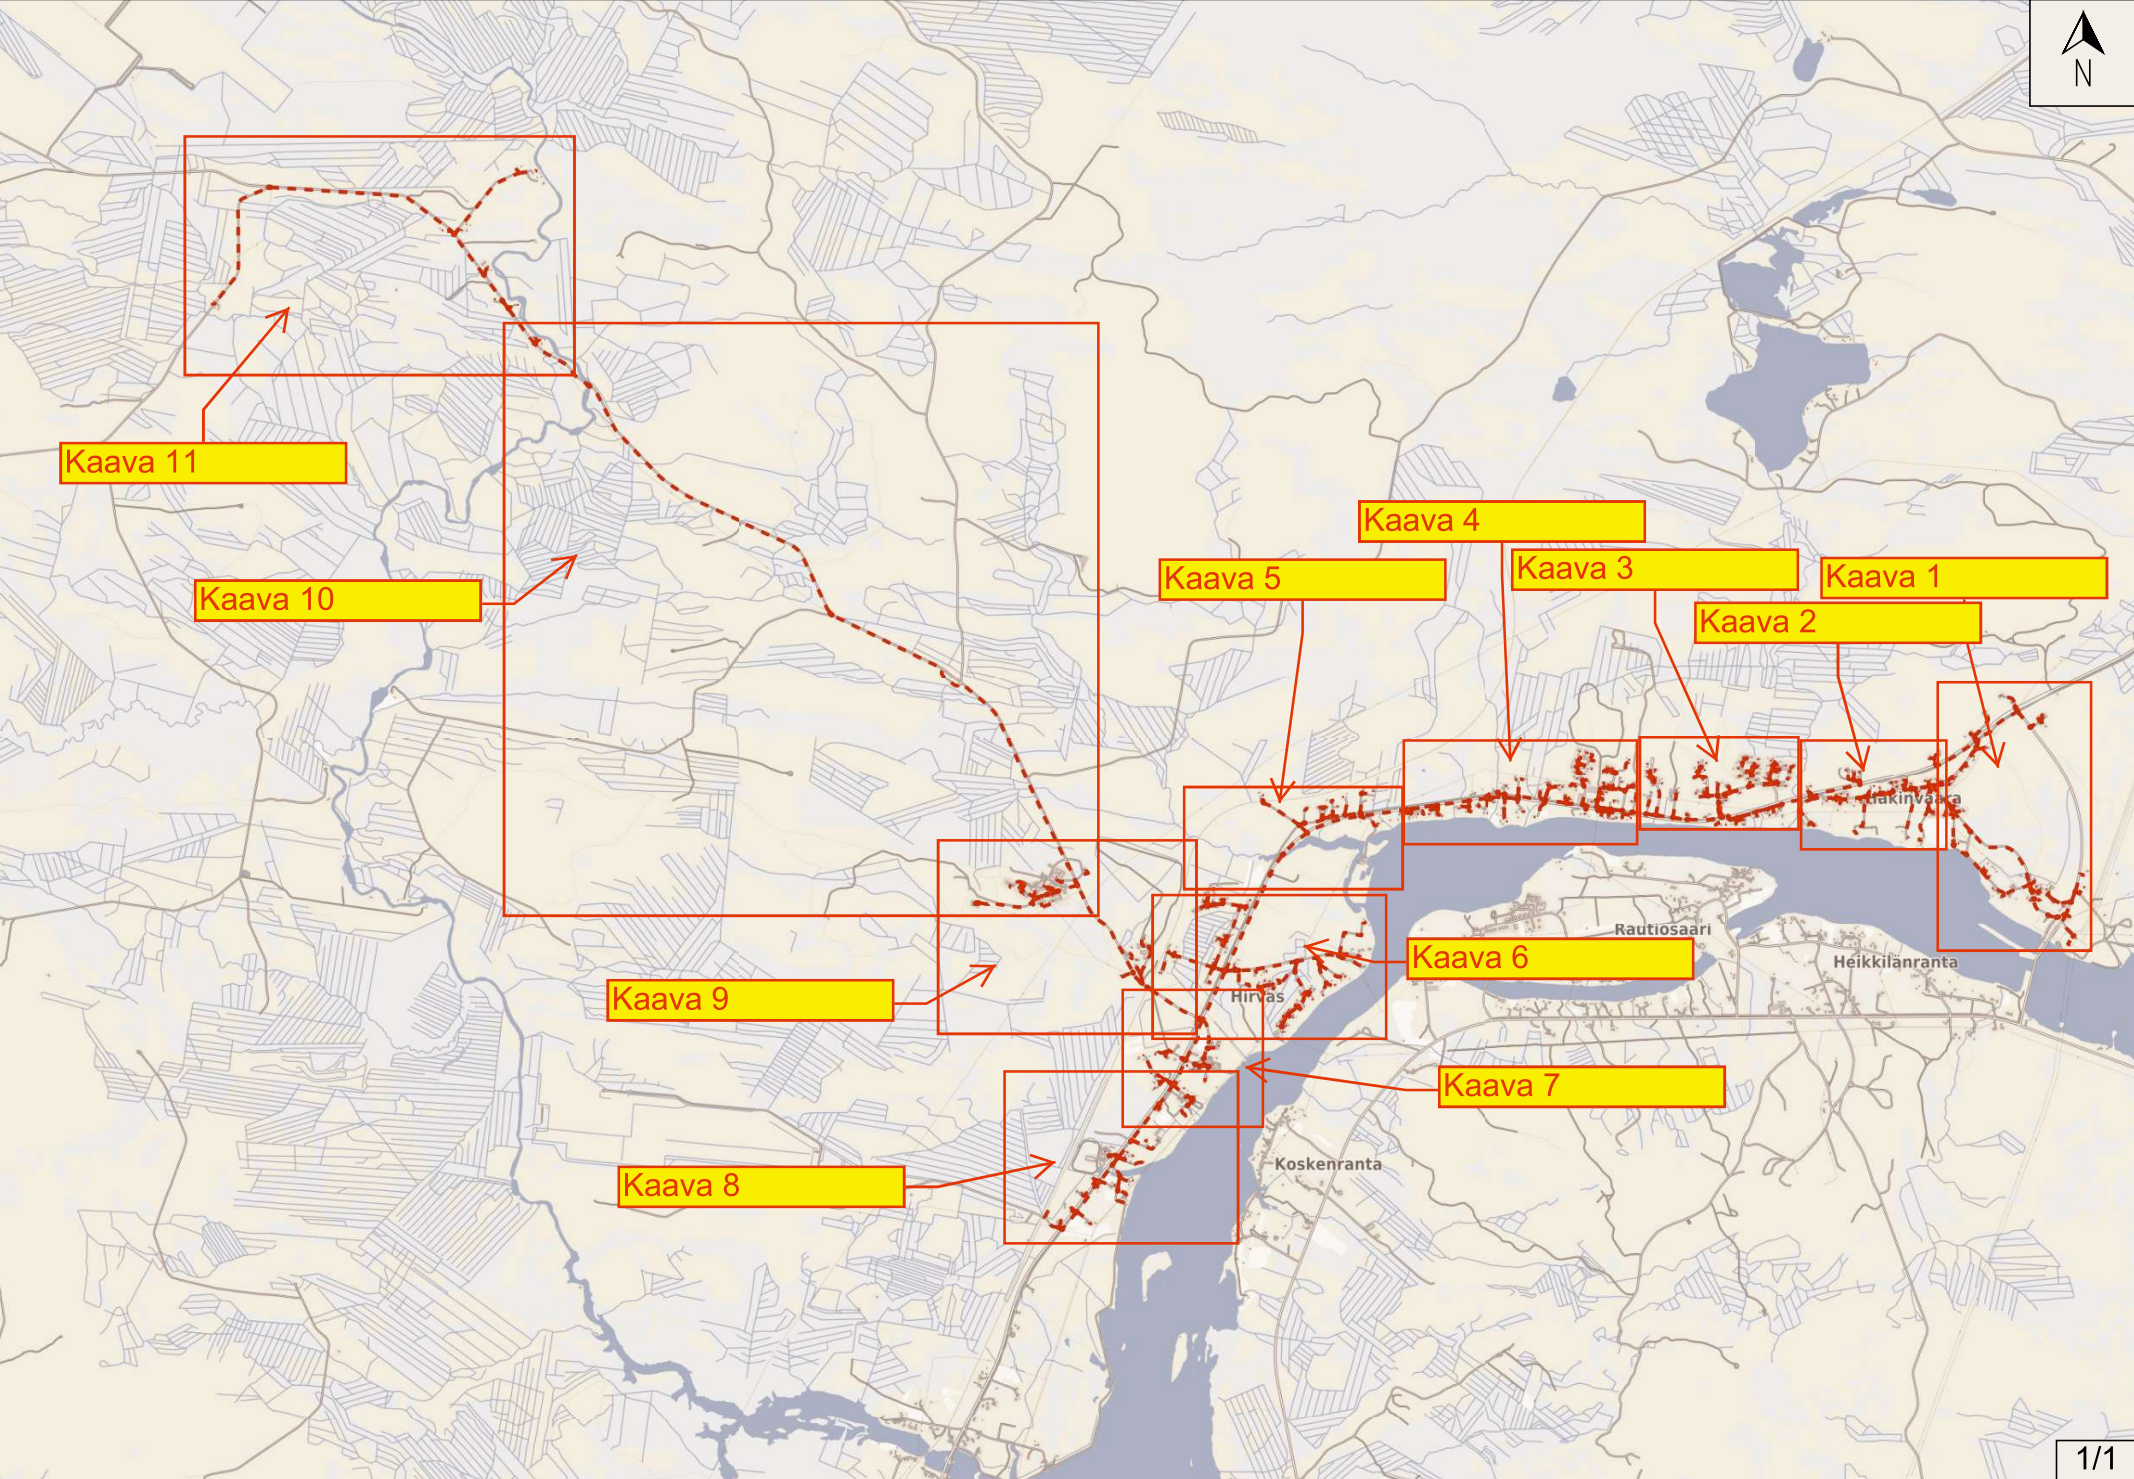 N
Kaava 11
Kaava 4
Kaava 3
Kaava 5
Kaava 1
Kaava 10
Kaava 2
Rautiosaari
Kaava 6
Heikkilänranta
Kaava 9
Hirvas
Kaava 7
Koskenranta
Kaava 8
1/1